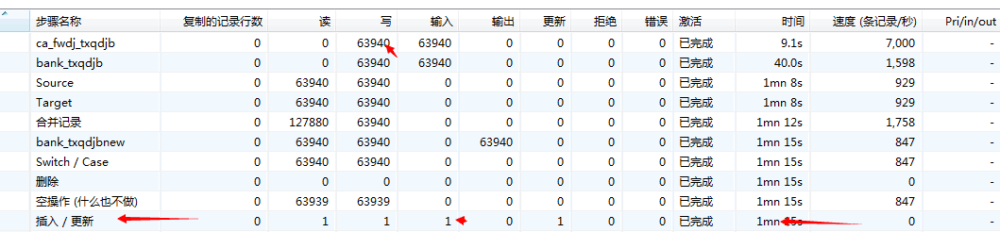 步骤名称 复制的记录行数 读 写 输入 输出 更新 拒绝 错误 激活 时间 速度 (条记录/秒) Pri/in/out
ca_fwdj_txqdjb 0 0 63940 63940 0 0 0 0 已完成 9.1s 7,000 -
bank_txqdjb 0 0 63940 63940 0 0 0 0 已完成 40.0s 1,598 -
Source 0 63940 63940 0 0 0 0 0 已完成 1mn 8s 929 -
Target 0 63940 63940 0 0 0 0 0 已完成 1mn 8s 929 -
合并记录 0 127880 63940 0 0 0 0 0 已完成 1mn 12s 1,758 -
bank_txqdjbnew 0 63940 63940 0 63940 0 0 0 已完成 1mn 15s 847 -
Switch / Case 0 63940 63940 0 0 0 0 0 已完成 1mn 15s 847 -
删除 0 0 0 0 0 0 0 0 已完成 1mn 15s 0 -
空操作 (什么也不做) 0 63939 63939 0 0 0 0 0 已完成 1mn 15s 847 -
插入 / 更新 0 1 1 1 0 1 0 0 已完成 1mn 15s 0 -